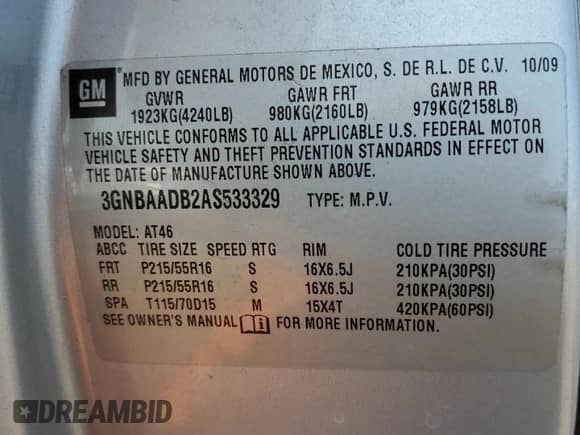 GM ®MFD BY GENERAL MOTORS DE MEXICO, S. DE R.L. DE C.V. 10/09
GVWR GAWR FRT GAWR RR
1923KG(4240LB) 980KG(2160LB) 979KG(2158LB)
THIS VEHICLE CONFORMS TO ALL APPLICABLE U.S. FEDERAL MOTOR
VEHICLE SAFETY AND THEFT PREVENTION STANDARDS IN EFFECT ON
THE DATE OF MANUFACTURE SHOWN ABOVE.
3GNBAADB2AS533329 TYPE: M.P.V.
MODEL: AT46
ABCC TIRE SIZE SPEED RTG RIM COLD TIRE PRESSURE
FRT P215/55R16 S 16X6.5J 210KPA(30PSI)
RR P215/55R16 S 16X6.5J 210KPA(30PSI)
SPA T115/70D15 M 15X4T 420KPA(60PSI)
SEE OWNER'S MANUAL FOR MORE INFORMATION.
DREAMBID